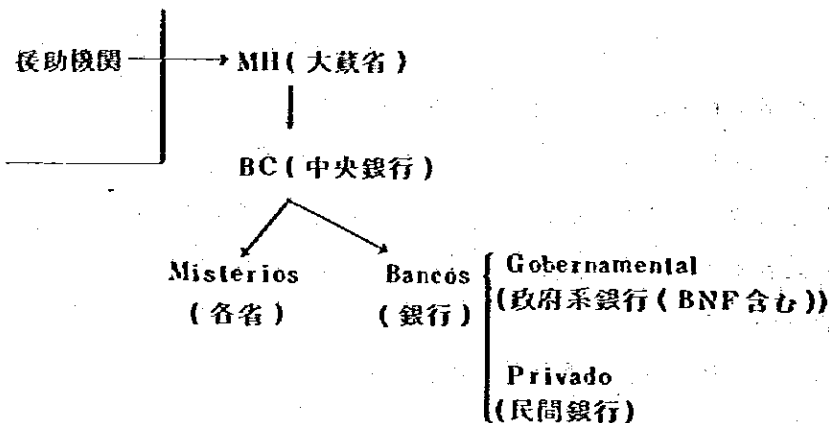 援助機関 → MH(大蔵省)
BC(中央銀行)
Mistérios Bancos Gobernamental
(各省) (銀行) (政府系銀行(BNF含む))
Privado
(民間銀行)